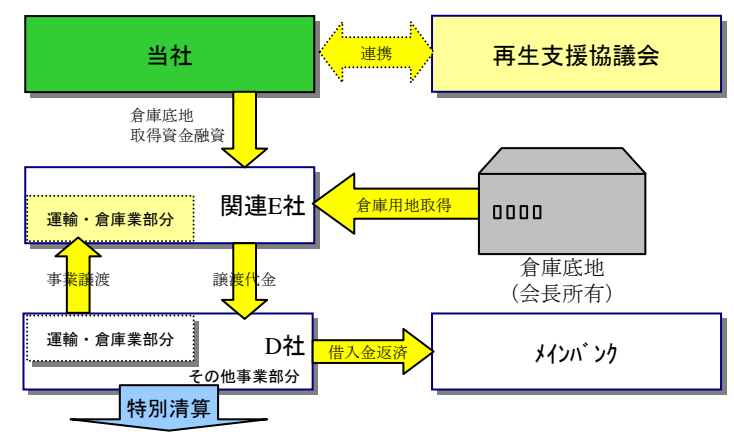 当社
連携
再生支援協議会
倉庫底地
取得資金融資
関連E社
運輸・倉庫業部分
倉庫用地取得
倉庫底地
（会長所有）
事業譲渡
譲渡代金
運輸・倉庫業部分
D社
その他事業部分
借入金返済
ﾒｲﾝﾊﾞﾝｸ
特別清算